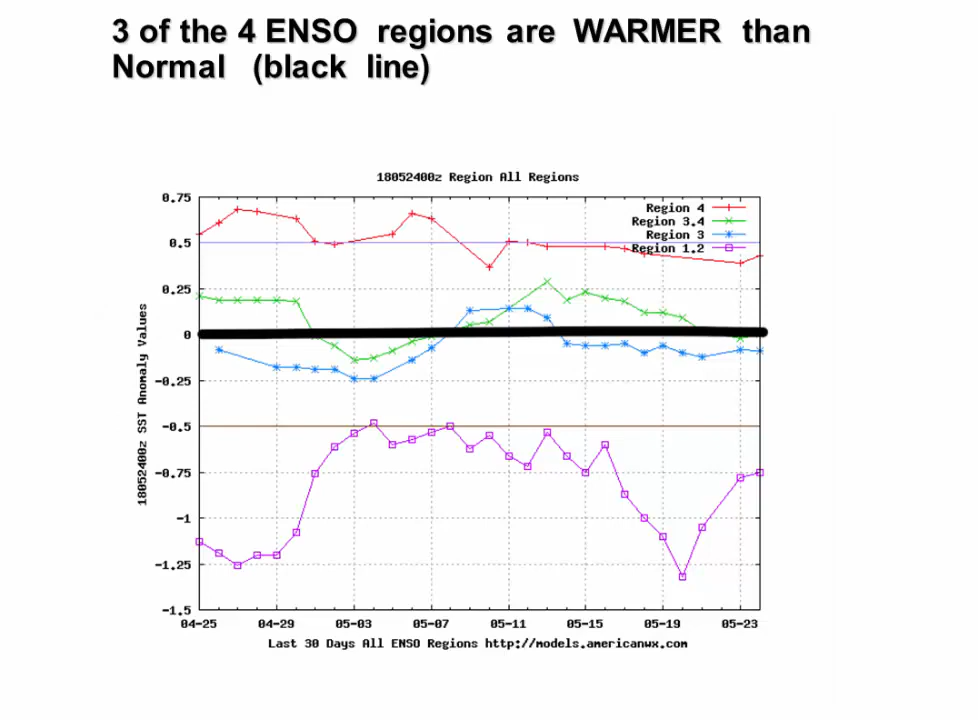 3 of the 4 ENSO regions are WARMER than
Normal (black line)
18052400z Region All Regions
Region 4
Region 3.4
Region 3
Region 1.2
0.75
0.5
0.25
0
-0.25
-0.5
-0.75
-1
-1.25
-1.5
18052400z SST Anomaly Values
04-25 04-29 05-03 05-07 05-11 05-15 05-19 05-23
Last 30 Days All ENSO Regions http://models.americanwx.com